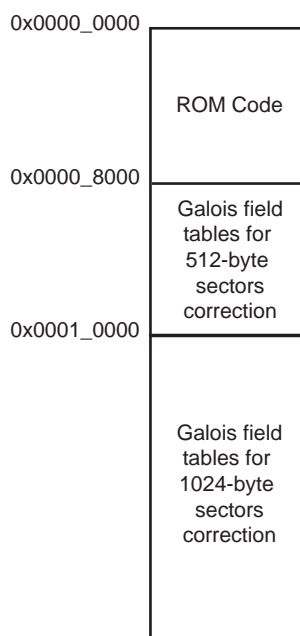 0x0000_0000
ROM Code
0x0000_8000
Galois field
tables for
512-byte
sectors
correction
0x0001_0000
Galois field
tables for
1024-byte
sectors
correction